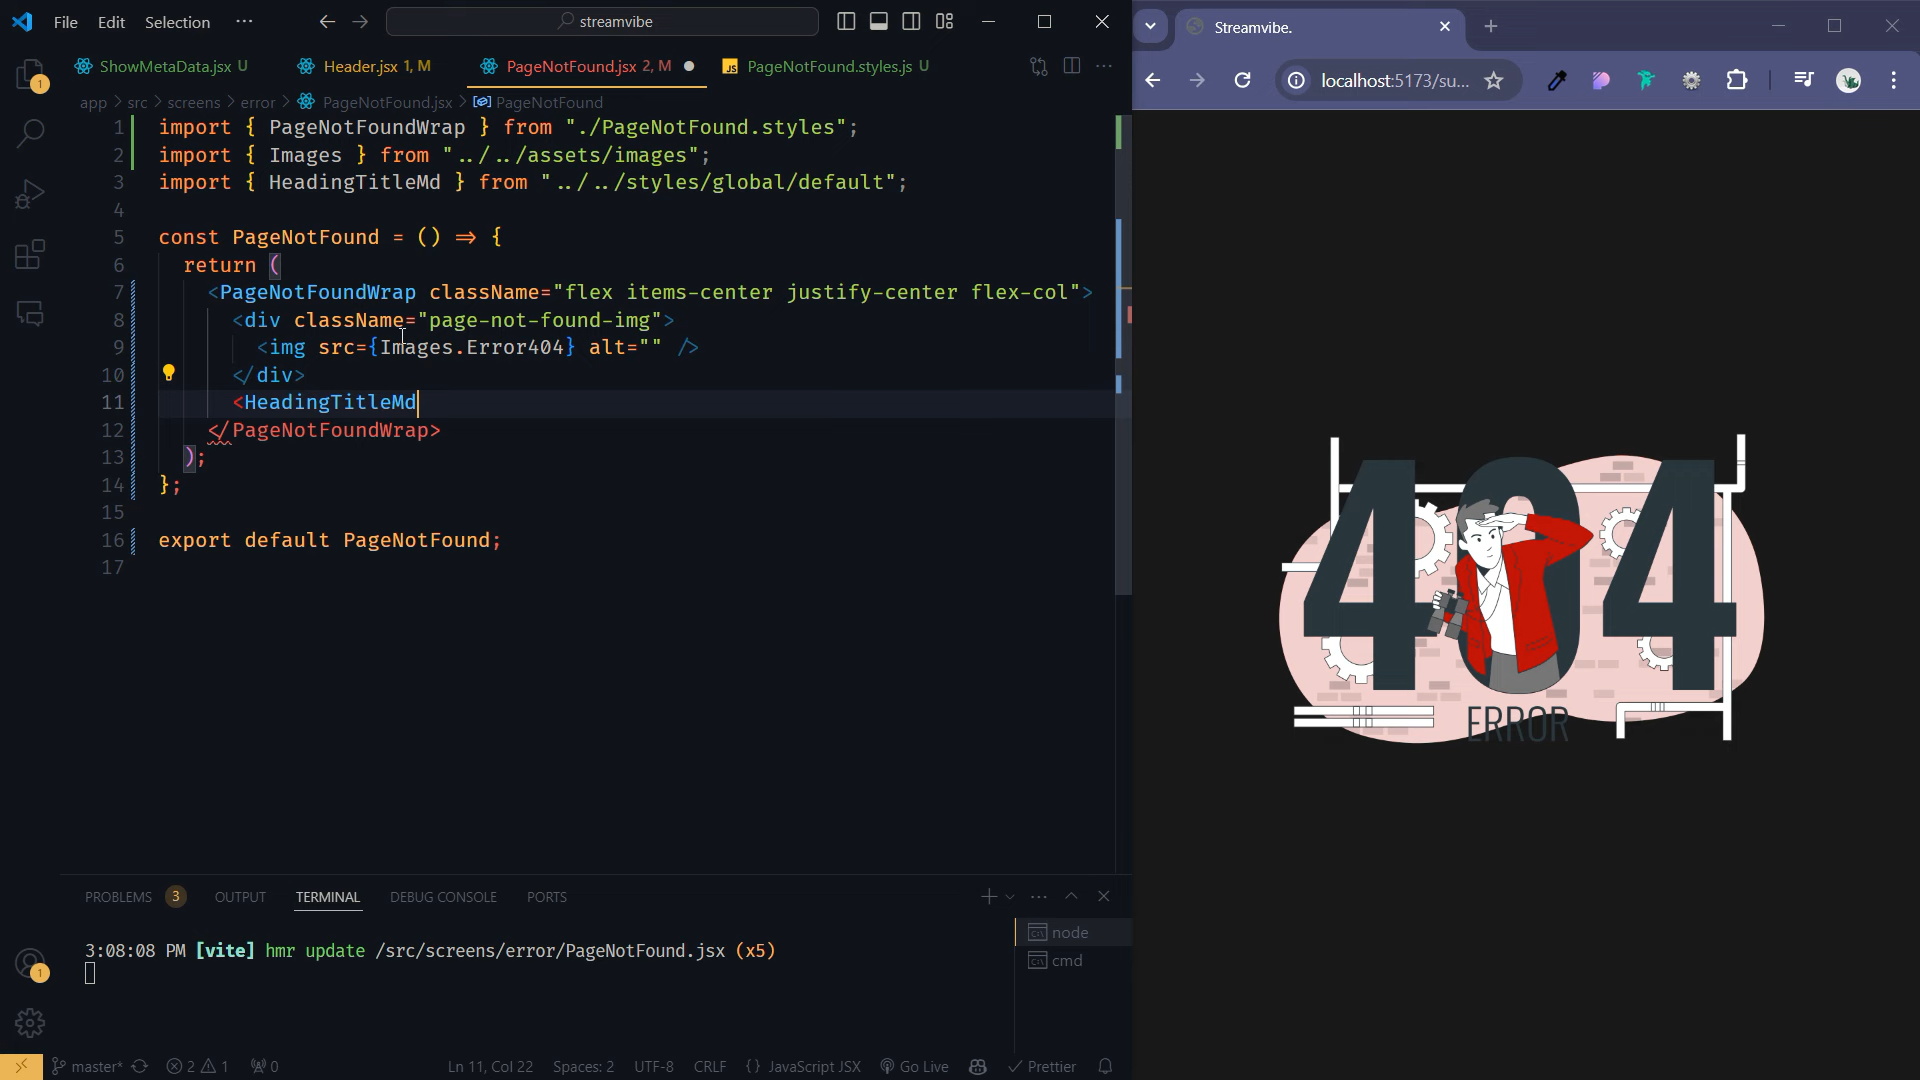 File Edit Selection ··· streamvibe
ShowMetaData.jsx U Header.jsx 1, M PageNotFound.jsx 2, M PageNotFound.styles.js U
app > src > screens > error > PageNotFound.jsx > PageNotFound
1 import { PageNotFoundWrap } from "./PageNotFound.styles";
2 import { Images } from "../../assets/images";
3 import { HeadingTitleMd } from "../../styles/global/default";
4
5 const PageNotFound = () => {
6 return (
7 <PageNotFoundWrap className="flex items-center justify-center flex-col">
8 <div className="page-not-found-img">
9 <img src={Images.Error404} alt="" />
10 </div>
11 <HeadingTitleMd
12 </PageNotFoundWrap>
13 );
14 };
15
16 export default PageNotFound;
17
PROBLEMS 3 OUTPUT TERMINAL DEBUG CONSOLE PORTS
3:08:08 PM [vite] hmr update /src/screens/error/PageNotFound.jsx (x5)
node
cmd
1
1
master* 2 1 0 Ln 11, Col 22 Spaces: 2 UTF-8 CRLF {} JavaScript JSX Go Live Prettier
Streamvibe.
localhost:5173/su...
404
ERROR